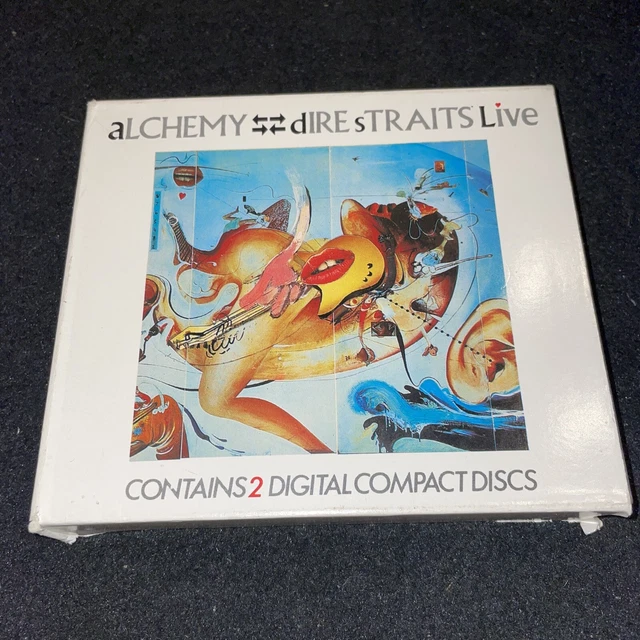 aLCHEMY ⇆ dIRE sTRAITS Live
CONTAINS 2 DIGITAL COMPACT DISCS